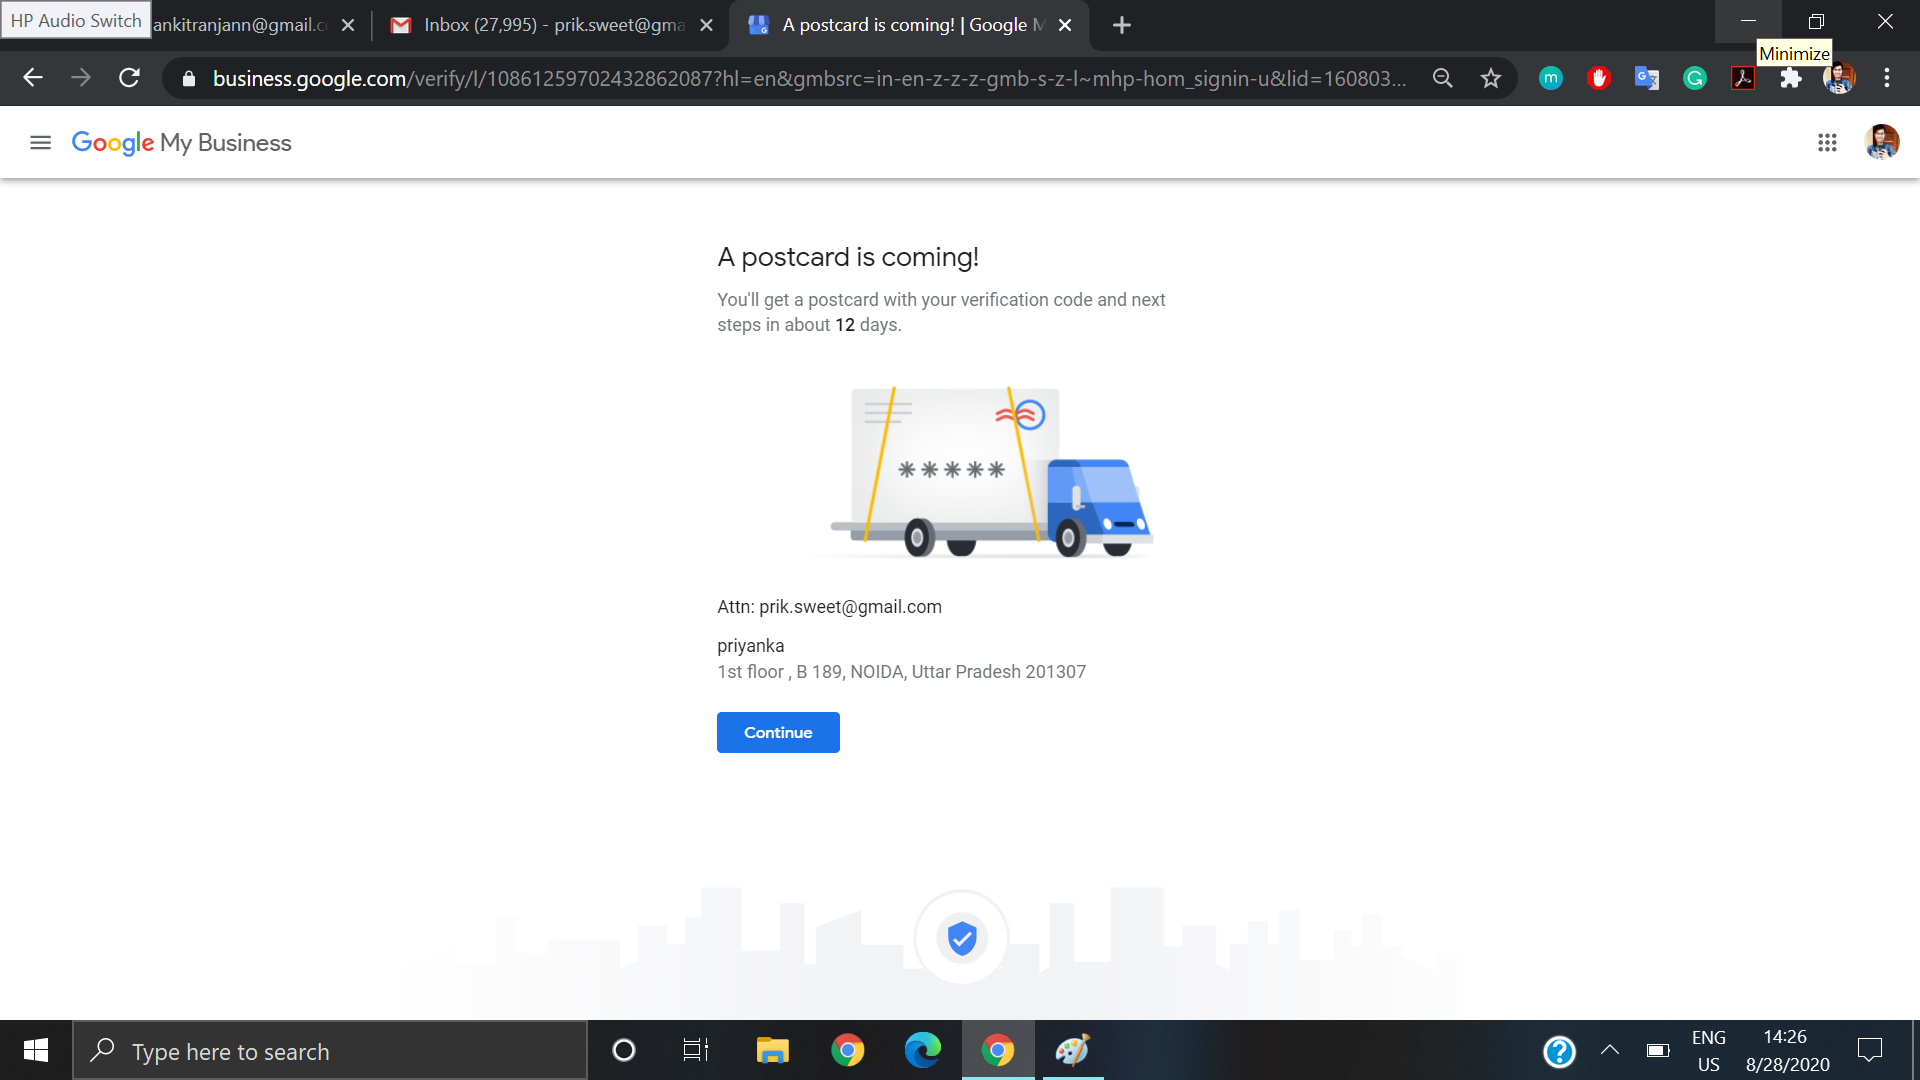 HP Audio Switch
ankitranjann@gmail.c
Inbox (27,995) - prik.sweet@gma
A postcard is coming! | Google M
Minimize
business.google.com/verify/l/10861259702432862087?hl=en&gmbsrc=in-en-z-z-z-gmb-s-z-l~mhp-hom_signin-u&lid=160803...
Google My Business
A postcard is coming!
You'll get a postcard with your verification code and next
steps in about 12 days.
*****
Attn: prik.sweet@gmail.com
priyanka
1st floor , B 189, NOIDA, Uttar Pradesh 201307
Continue
Type here to search
ENG
US
14:26
8/28/2020